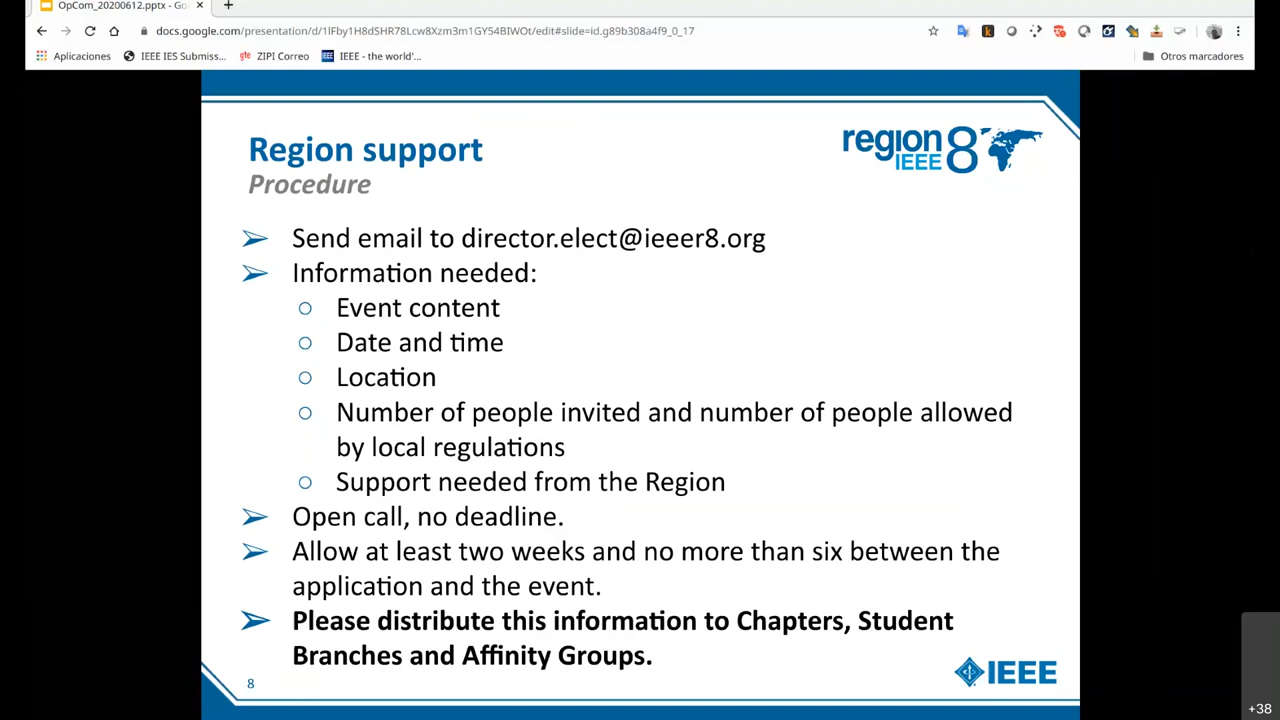 OpCom_20200612.pptx - Go
docs.google.com/presentation/d/1lFby1H8dSHR78Lcw8Xzm3m1GY54BIWOt/edit#slide=id.g89b308a4f9_0_17
Aplicaciones
IEEE IES Submiss...
ZIPI Correo
IEEE - the world'...
Otros marcadores
Region support
region 8
IEEE
Procedure
➢ Send email to director.elect@ieeer8.org
➢ Information needed:
○ Event content
○ Date and time
○ Location
○ Number of people invited and number of people allowed
by local regulations
○ Support needed from the Region
➢ Open call, no deadline.
➢ Allow at least two weeks and no more than six between the
application and the event.
➢ Please distribute this information to Chapters, Student
Branches and Affinity Groups.
IEEE
8
+38